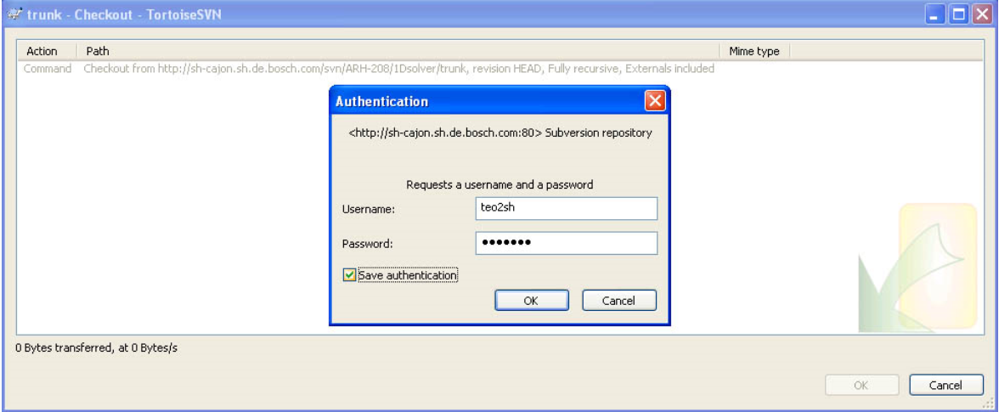 trunk - Checkout - TortoiseSVN
Action Path Mime type
Command Checkout from http://sh-cajon.sh.de.bosch.com/svn/ARH-208/1Dsolver/trunk, revision HEAD, Fully recursive, Externals included
Authentication
<http://sh-cajon.sh.de.bosch.com:80> Subversion repository
Requests a username and a password
Username: teo2sh
Password: •••••••
Save authentication
OK Cancel
0 Bytes transferred, at 0 Bytes/s
OK Cancel